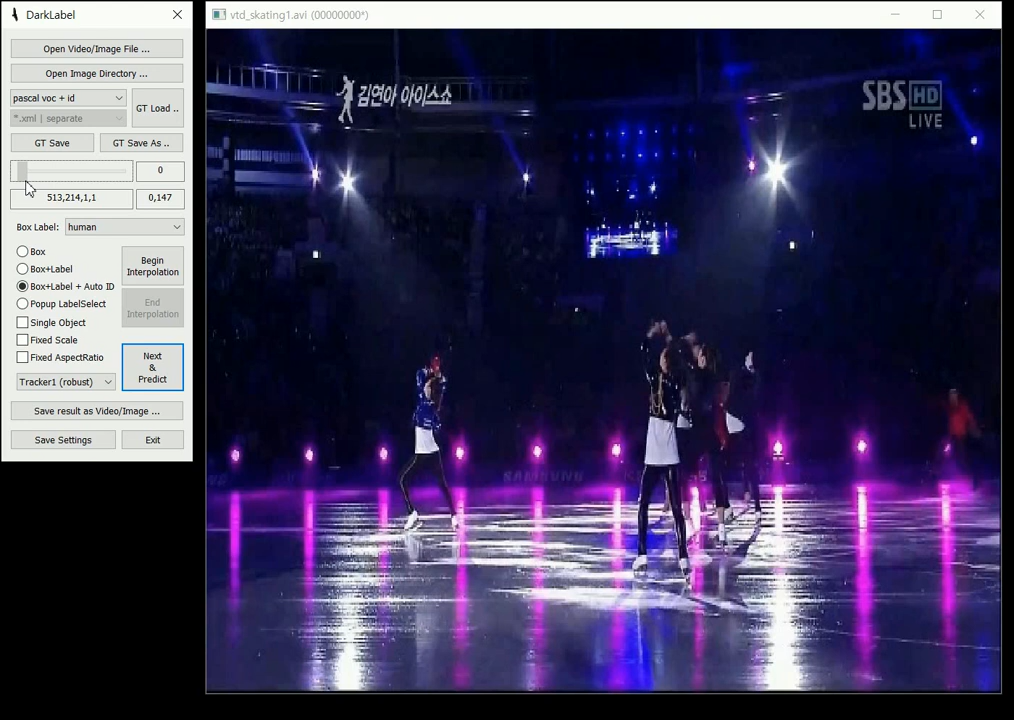 DarkLabel
Open Video/Image File ...
Open Image Directory ...
pascal voc + id
GT Load ..
*.xml | separate
GT Save
GT Save As ..
0
513,214,1,1
0,147
Box Label:
human
Box
Box+Label
Box+Label + Auto ID
Popup LabelSelect
Begin
Interpolation
End
Interpolation
Single Object
Fixed Scale
Fixed AspectRatio
Next
&
Predict
Tracker1 (robust)
Save result as Video/Image ...
Save Settings
Exit
vtd_skating1.avi (00000000*)
김연아 아이스쇼
SBS HD
LIVE
SAMSUNG